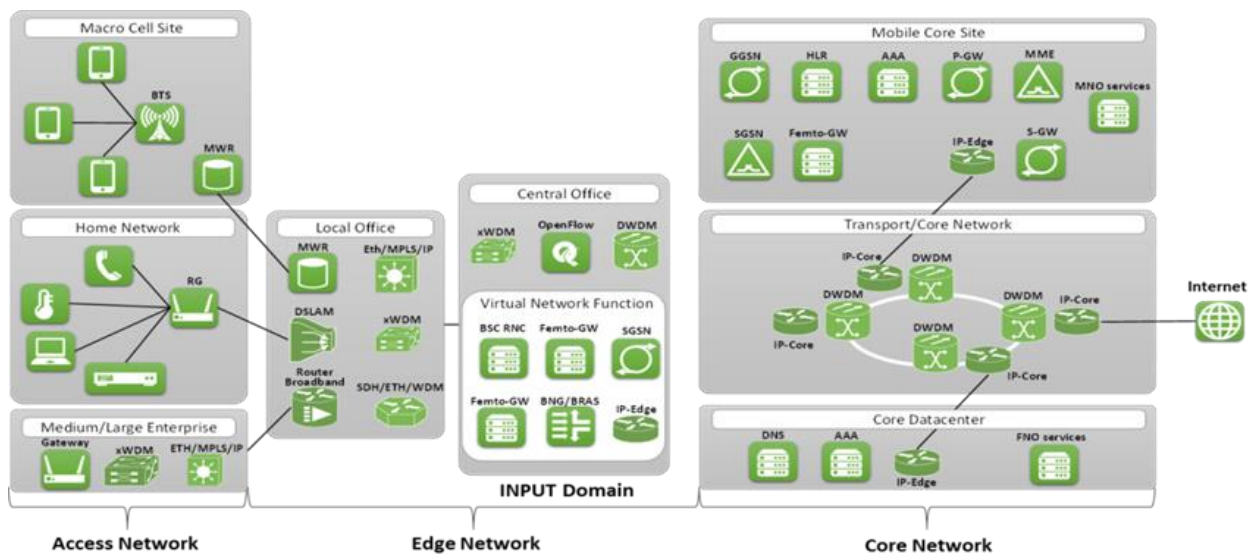 Macro Cell Site
BTS
MWR
Home Network
RG
Medium/Large Enterprise
Gateway
xWDM
ETH/MPLS/IP
Local Office
MWR
Eth/MPLS/IP
DSLAM
xWDM
Router
Broadband
SDH/ETH/WDM
Central Office
xWDM
OpenFlow
DWDM
Virtual Network Function
BSC RNC
Femto-GW
SGSN
Femto-GW
BNG/BRAS
IP-Edge
INPUT Domain
Mobile Core Site
GGSN
HLR
AAA
P-GW
MME
MNO services
SGSN
Femto-GW
IP-Edge
S-GW
Transport/Core Network
IP-Core
DWDM
DWDM
DWDM
IP-Core
IP-Core
DWDM
IP-Core
Internet
Core Datacenter
DNS
AAA
IP-Edge
FNO services
Access Network
Edge Network
Core Network